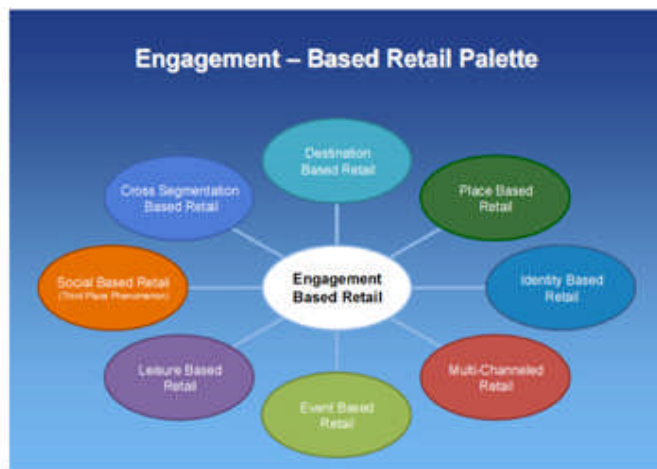 Engagement – Based Retail Palette
Destination
Based Retail
Cross Segmentation
Based Retail
Place Based
Retail
Social Based Retail
(Third Place Phenomenon)
Engagement
Based Retail
Identity Based
Retail
Leisure Based
Retail
Multi-Channeled
Retail
Event Based
Retail